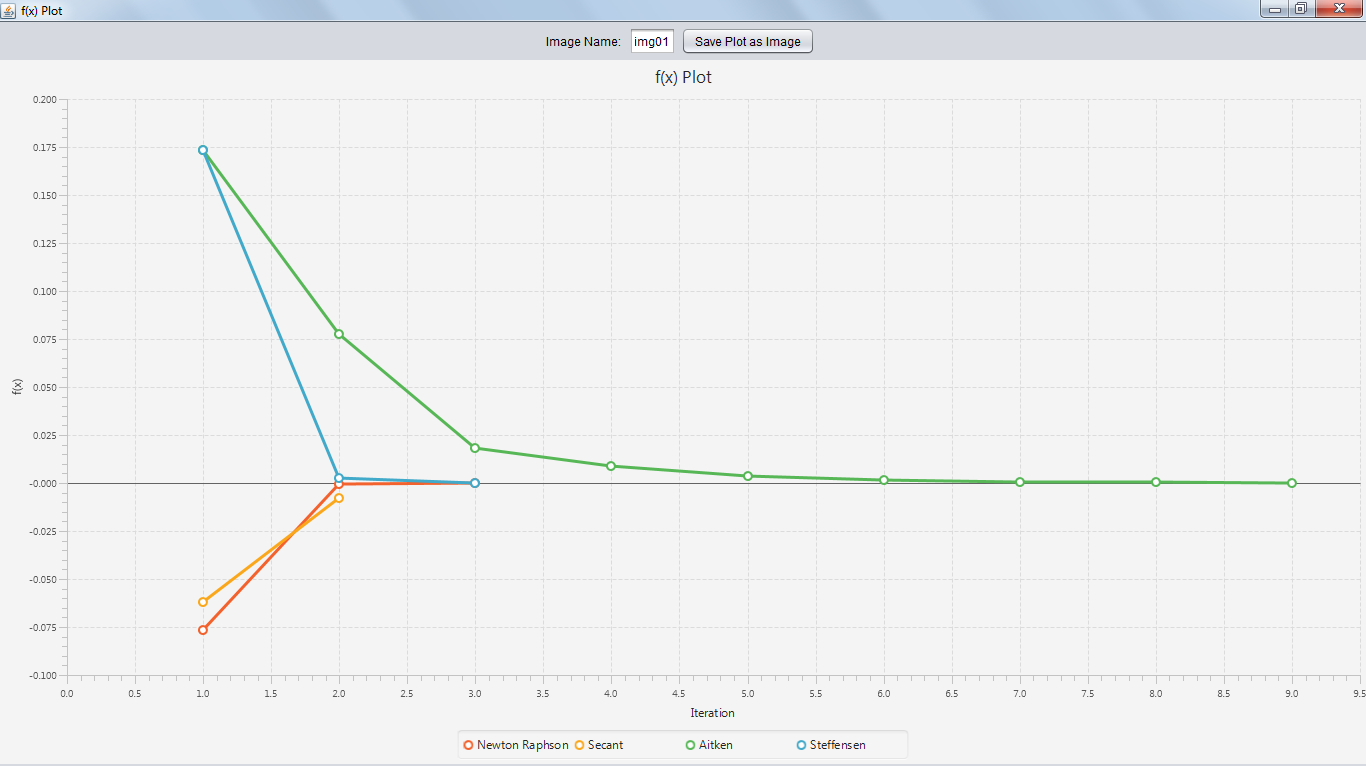 f(x) Plot
Image Name: img01 Save Plot as Image
f(x) Plot
0.200
0.175
0.150
0.125
0.100
0.075
0.050
0.025
-0.000
-0.025
-0.050
-0.075
-0.100
f(x)
0.0 0.5 1.0 1.5 2.0 2.5 3.0 3.5 4.0 4.5 5.0 5.5 6.0 6.5 7.0 7.5 8.0 8.5 9.0 9.5
Iteration
Newton Raphson Secant Aitken Steffensen